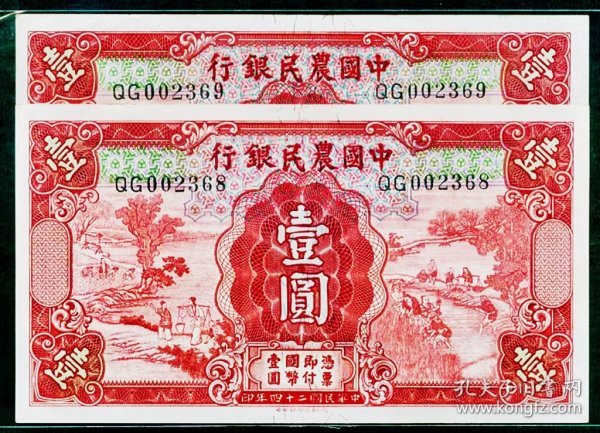 壹
中國農民銀行
壹
QG002369
QG002369
壹
中國農民銀行
壹
QG002368
QG002368
壹
圓
憑票
即付
國幣
壹圓
壹
壹
中華民國二十四年印
孔夫子旧书网
www.kongfz.com